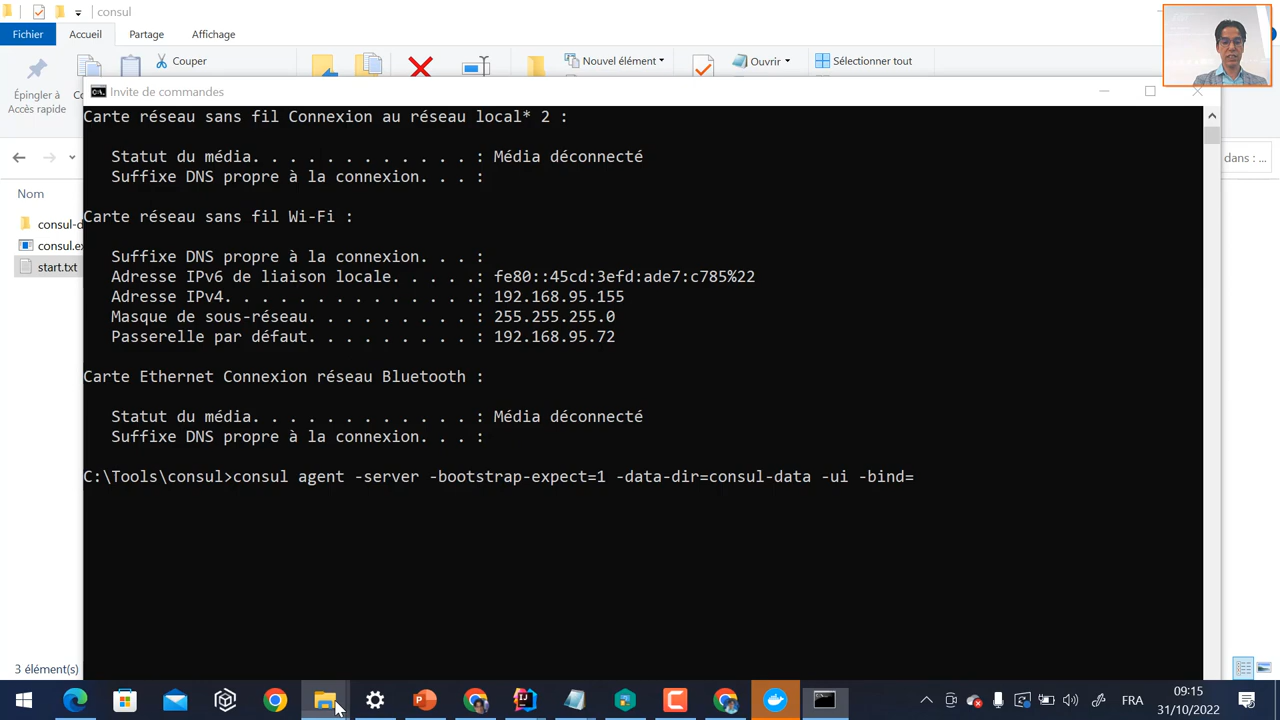 consul
Fichier
Accueil
Partage
Affichage
Épingler à
Accès rapide
Couper
Nouvel élément
Ouvrir
Sélectionner tout
Invite de commandes
dans : ...
Nom
consul-d
consul.ex
start.txt
Carte réseau sans fil Connexion au réseau local* 2 :
Statut du média. . . . . . . . . . . . : Média déconnecté
Suffixe DNS propre à la connexion. . . :
Carte réseau sans fil Wi-Fi :
Suffixe DNS propre à la connexion. . . :
Adresse IPv6 de liaison locale. . . . .: fe80::45cd:3efd:ade7:c785%22
Adresse IPv4. . . . . . . . . . . . . .: 192.168.95.155
Masque de sous-réseau. . . . . . . . . : 255.255.255.0
Passerelle par défaut. . . . . . . . . : 192.168.95.72
Carte Ethernet Connexion réseau Bluetooth :
Statut du média. . . . . . . . . . . . : Média déconnecté
Suffixe DNS propre à la connexion. . . :
C:\Tools\consul>consul agent -server -bootstrap-expect=1 -data-dir=consul-data -ui -bind=
3 élément(s)
FRA
09:15
31/10/2022